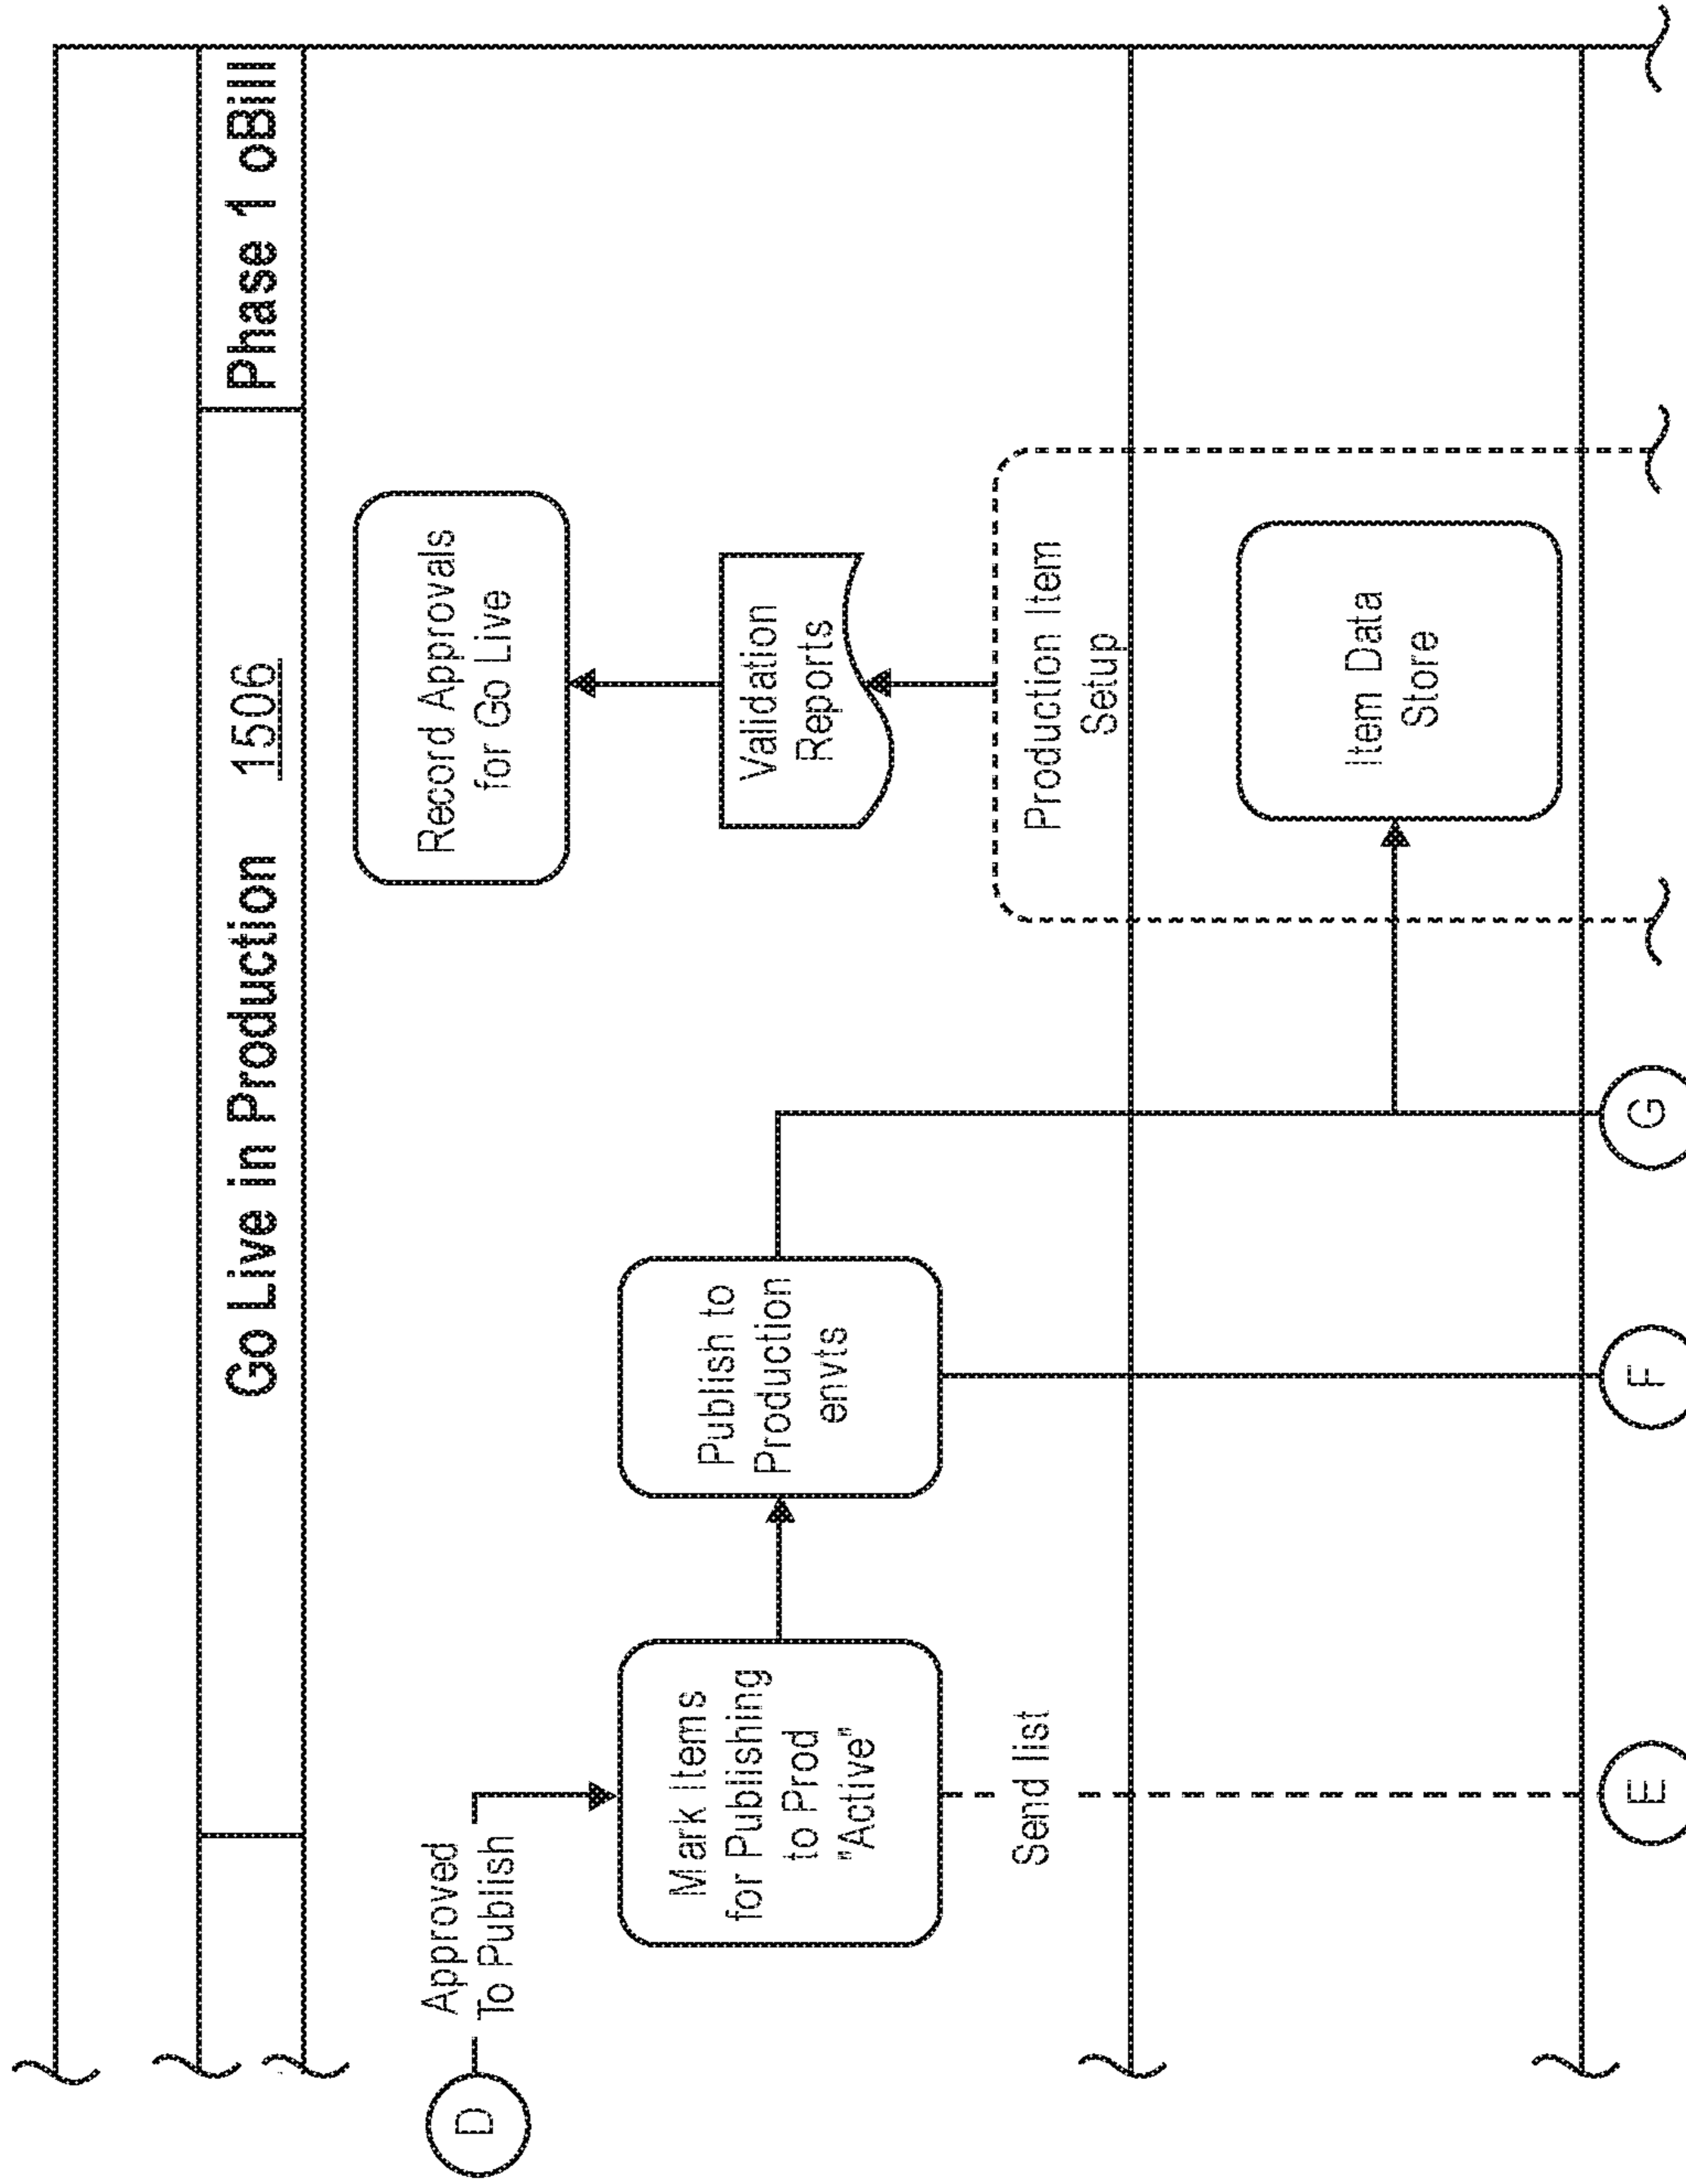 Go Live in Production 1506
Phase 1 oBill
D
Approved
To Publish
Mark Items
for Publishing
to Prod
"Active"
Send list
Publish to
Production
envts
Record Approvals
for Go Live
Validation
Reports
Production Item
Setup
Item Data
Store
E
F
G